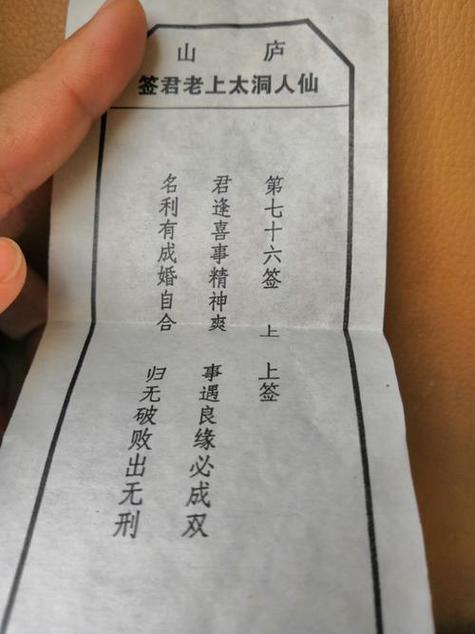 庐山
仙人洞太上老君签
第七十六签 上上签
君逢喜事精神爽 事遇良缘必成双
名利有成婚自合 归无破败出无刑